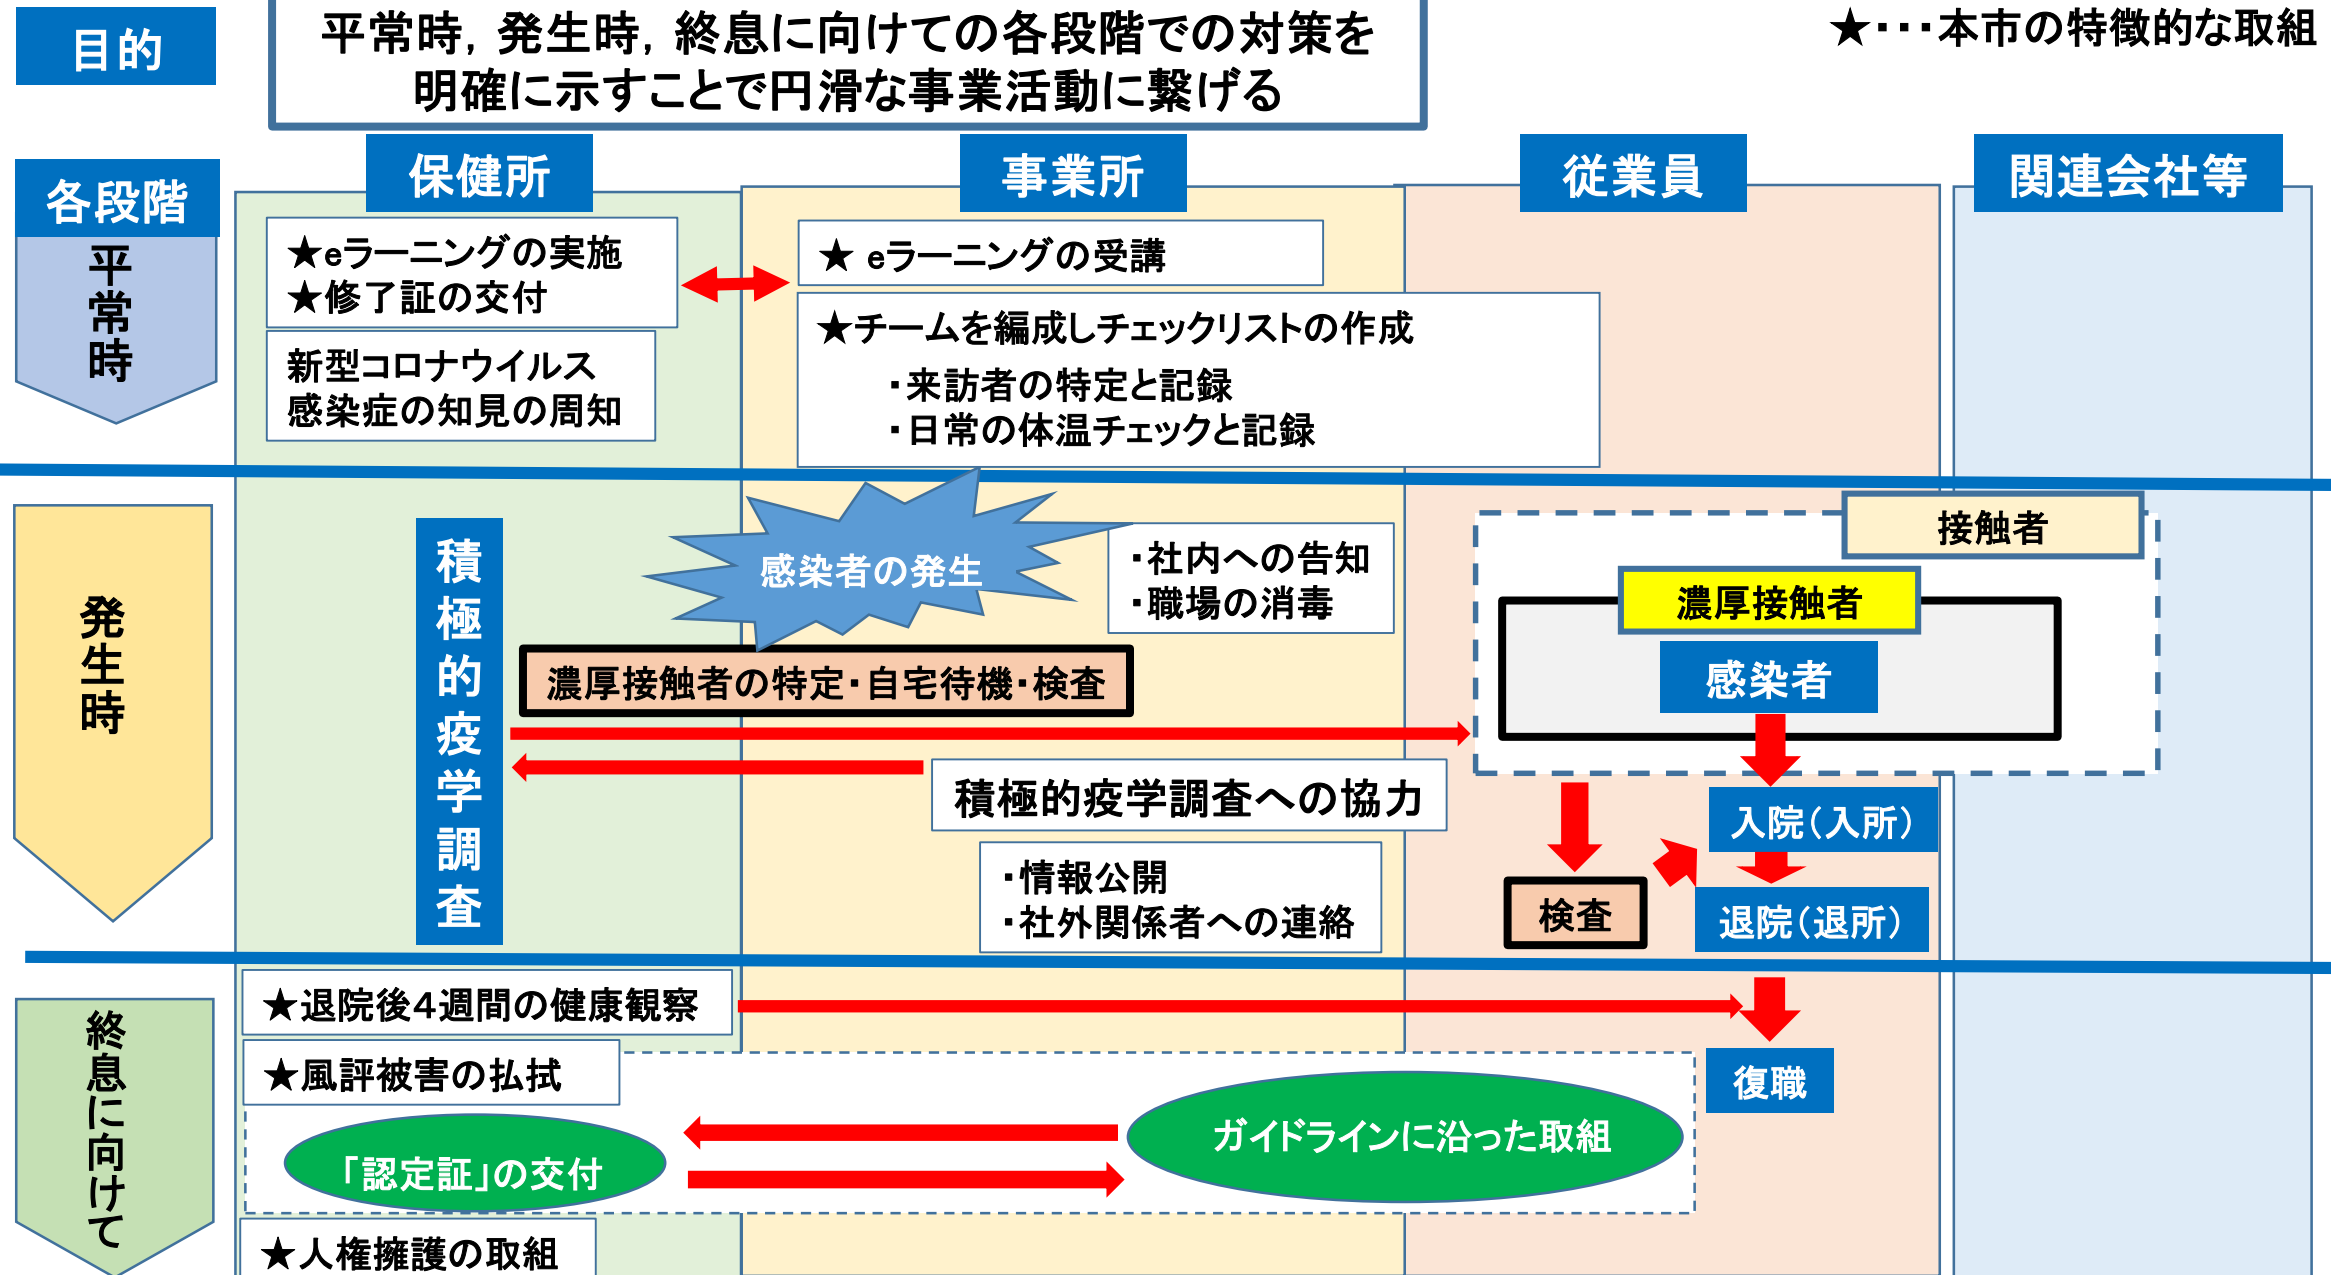 目的
平常時，発生時，終息に向けての各段階での対策を
明確に示すことで円滑な事業活動に繋げる
★・・・本市の特徴的な取組
各段階
保健所
事業所
従業員
関連会社等
平常時
★eラーニングの実施
★修了証の交付
新型コロナウイルス
感染症の知見の周知
★ eラーニングの受講
★チームを編成しチェックリストの作成
・来訪者の特定と記録
・日常の体温チェックと記録
発生時
積極的疫学調査
感染者の発生
・社内への告知
・職場の消毒
濃厚接触者の特定・自宅待機・検査
接触者
濃厚接触者
感染者
積極的疫学調査への協力
・情報公開
・社外関係者への連絡
入院（入所）
検査
退院（退所）
終息に向けて
★退院後4週間の健康観察
★風評被害の払拭
復職
「認定証」の交付
ガイドラインに沿った取組
★人権擁護の取組